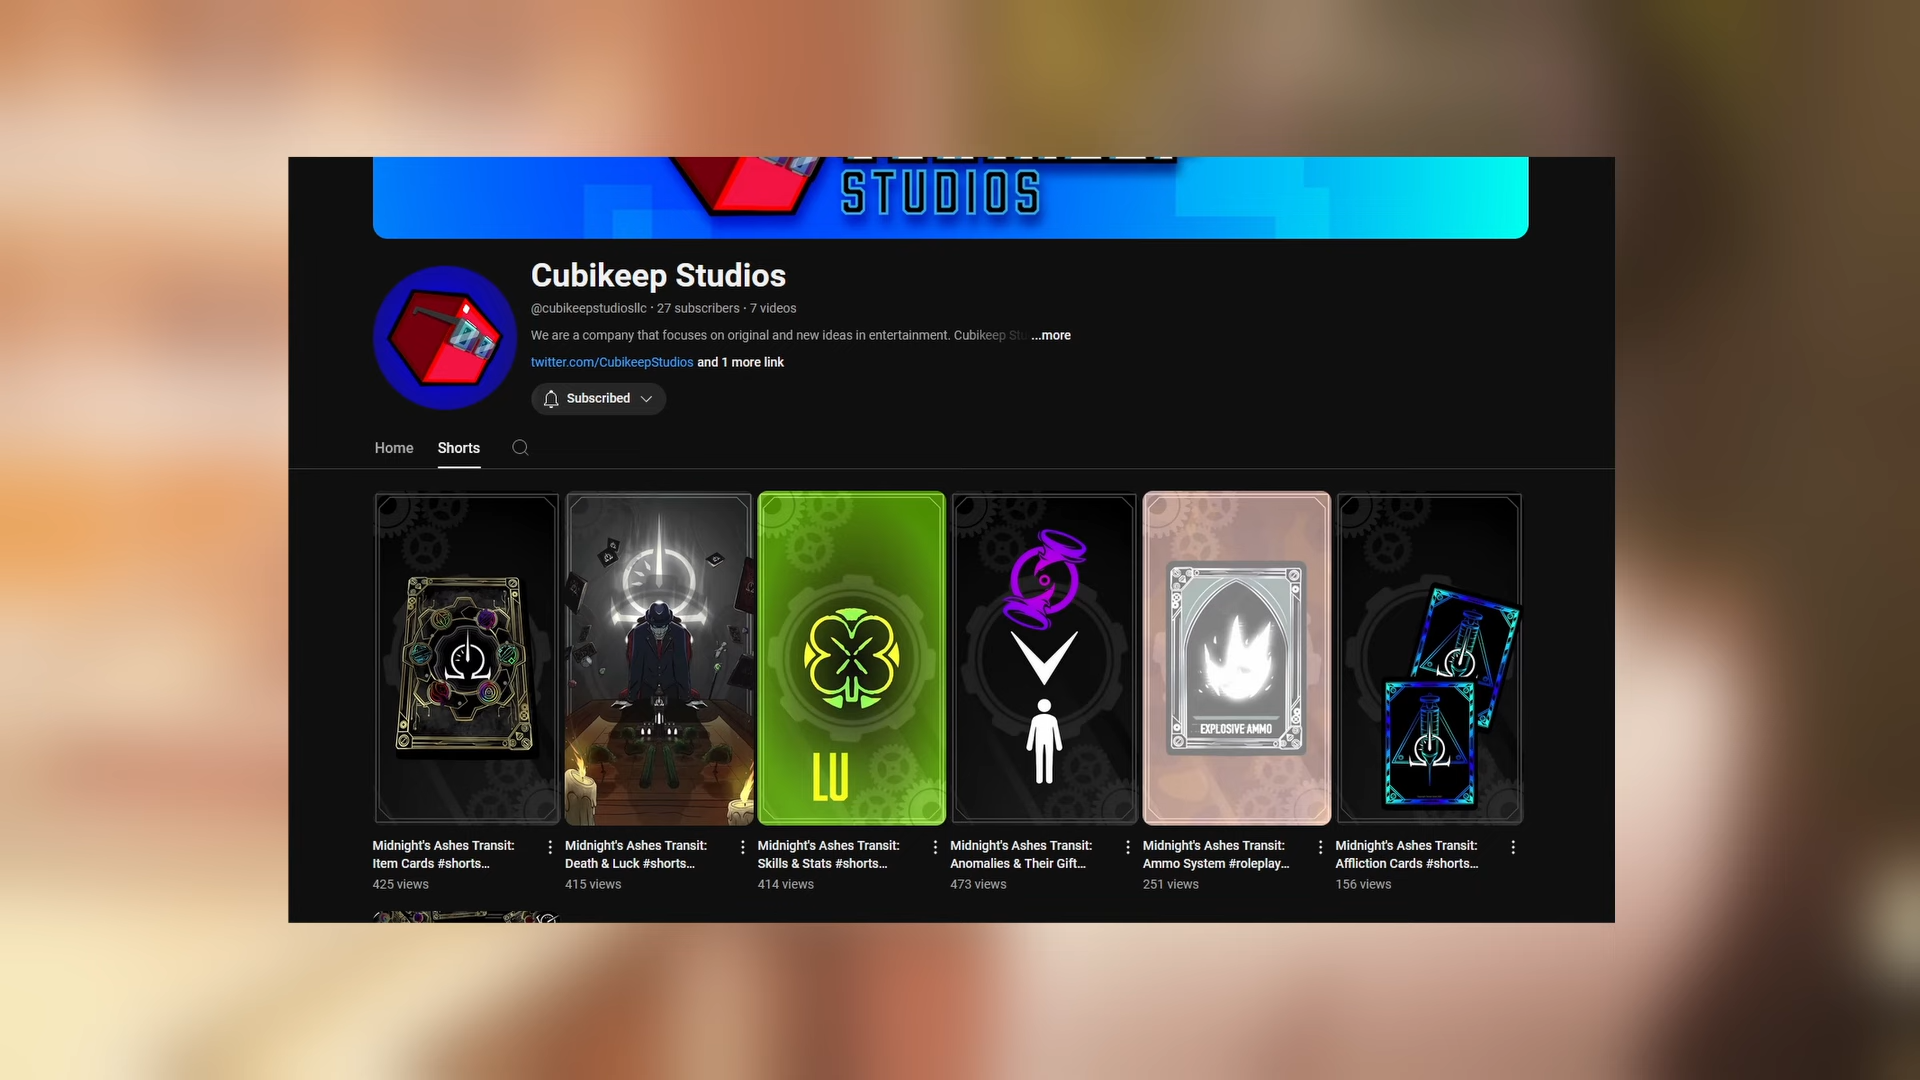 STUDIOS
Cubikeep Studios
@cubikeepstudiosllc · 27 subscribers · 7 videos
We are a company that focuses on original and new ideas in entertainment. Cubikeep Stu ...more
twitter.com/CubikeepStudios and 1 more link
Subscribed
Home Shorts
LU
EXPLOSIVE AMMO
Midnight's Ashes Transit:
Item Cards #shorts...
425 views
Midnight's Ashes Transit:
Death & Luck #shorts...
415 views
Midnight's Ashes Transit:
Skills & Stats #shorts...
414 views
Midnight's Ashes Transit:
Anomalies & Their Gift...
473 views
Midnight's Ashes Transit:
Ammo System #roleplay...
251 views
Midnight's Ashes Transit:
Affliction Cards #shorts...
156 views